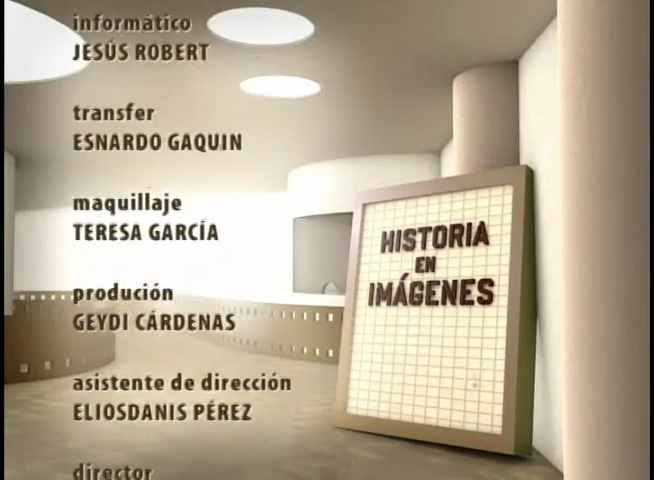 informático
JESÚS ROBERT
transfer
ESNARDO GAQUIN
maquillaje
TERESA GARCÍA
produción
GEYDI CÁRDENAS
asistente de dirección
ELIOSDANIS PÉREZ
director
HISTORIA
EN
IMÁGENES